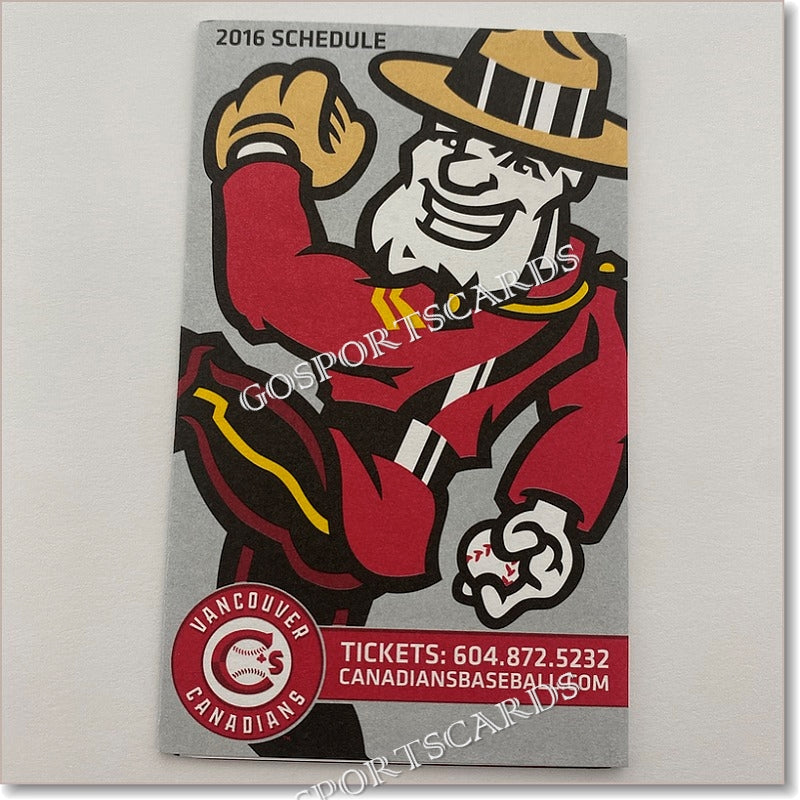 2016 SCHEDULE
GOSPORTSCARDS
VANCOUVER
C's
CANADIANS
TICKETS: 604.872.5232
CANADIANSBASEBALL.COM
GOSPORTSCARDS